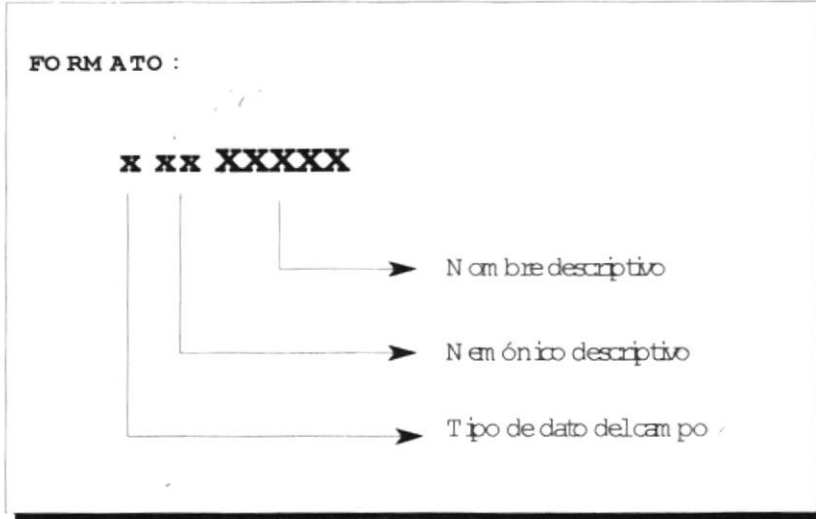 FORMATO :
x xx XXXXX
Nombre descriptivo
Nemónico descriptivo
Tipo de dato del campo